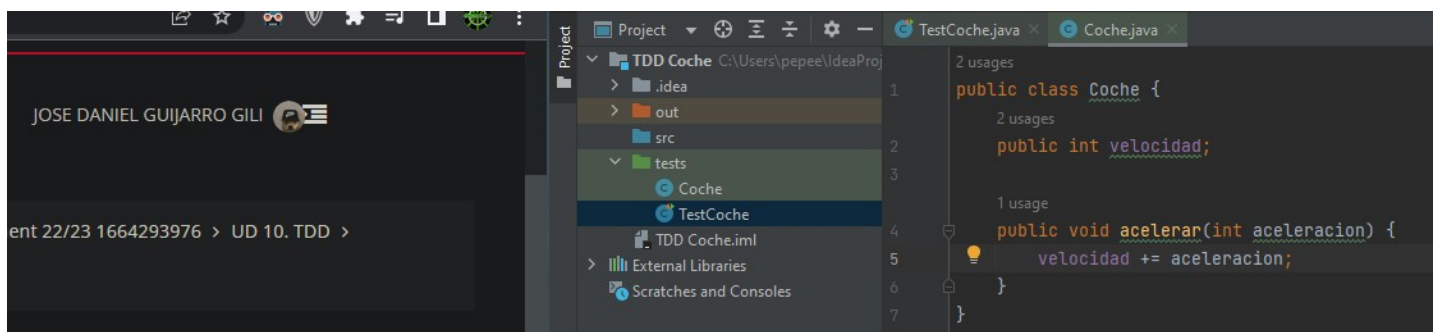 JOSE DANIEL GUIJARRO GILI
ent 22/23 1664293976 > UD 10. TDD >
Project
Project
TDD Coche C:\Users\pepee\IdeaProj
.idea
out
src
tests
Coche
TestCoche
TDD Coche.iml
External Libraries
Scratches and Consoles
TestCoche.java
Coche.java
2 usages
1 public class Coche {
2 usages
2 public int velocidad;
3
1 usage
4 public void acelerar(int aceleracion) {
5 velocidad += aceleracion;
6 }
7 }